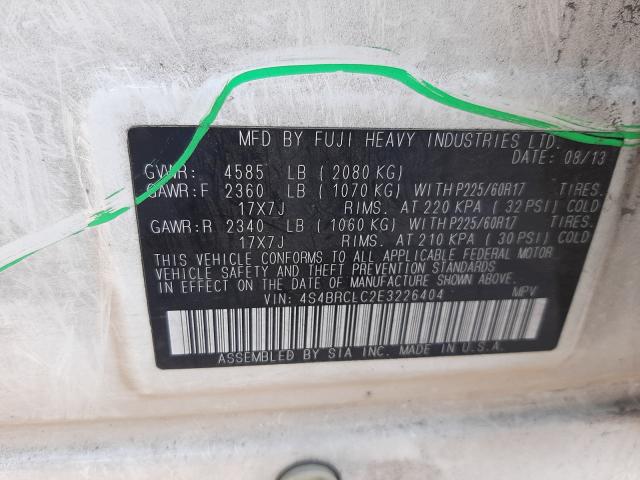 MFD BY FUJI HEAVY INDUSTRIES LTD.
DATE: 08/13
GVWR: 4585 LB ( 2080 KG)
GAWR:F 2360 LB ( 1070 KG) WITHP225/60R17 TIRES.
17X7J RIMS. AT 220 KPA ( 32 PSI) COLD
GAWR:R 2340 LB ( 1060 KG) WITHP225/60R17 TIRES.
17X7J RIMS. AT 210 KPA ( 30 PSI) COLD
THIS VEHICLE CONFORMS TO ALL APPLICABLE FEDERAL MOTOR
VEHICLE SAFETY AND THEFT PREVENTION STANDARDS
IN EFFECT ON THE DATE OF MANUFACTURE SHOWN ABOVE.
VIN: 4S4BRCLC2E3226404 MPV
ASSEMBLED BY SIA INC. MADE IN U.S.A.